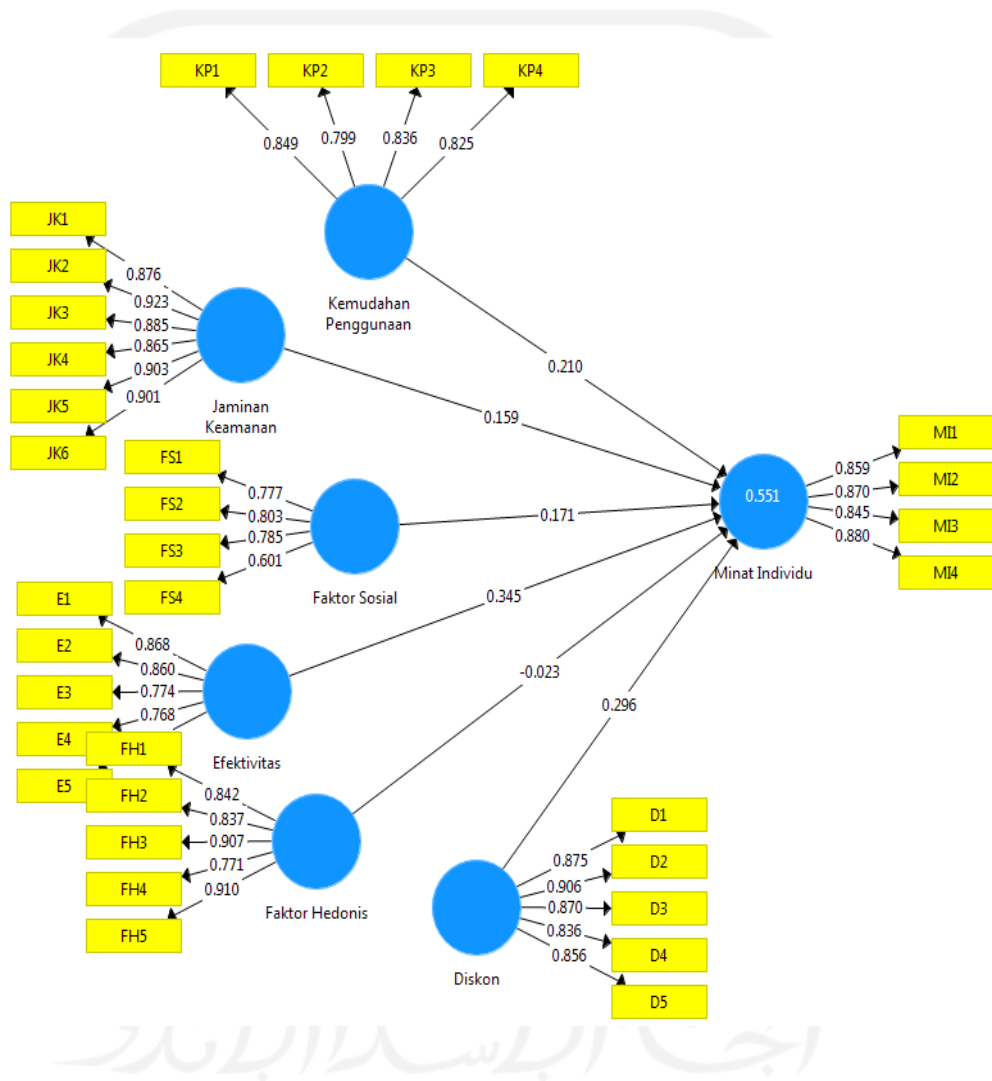 KP1
KP2
KP3
KP4
0.849
0.799
0.836
0.825
Kemudahan
Penggunaan
JK1
JK2
JK3
JK4
JK5
JK6
0.876
0.923
0.885
0.865
0.903
0.901
Jaminan
Keamanan
0.210
0.159
FS1
FS2
FS3
FS4
0.777
0.803
0.785
0.601
Faktor Sosial
0.171
0.551
Minat Individu
0.859
0.870
0.845
0.880
MI1
MI2
MI3
MI4
E1
E2
E3
E4
E5
0.868
0.860
0.774
0.768
Efektivitas
0.345
FH1
FH2
FH3
FH4
FH5
0.842
0.837
0.907
0.771
0.910
Faktor Hedonis
-0.023
0.296
Diskon
0.875
0.906
0.870
0.836
0.856
D1
D2
D3
D4
D5